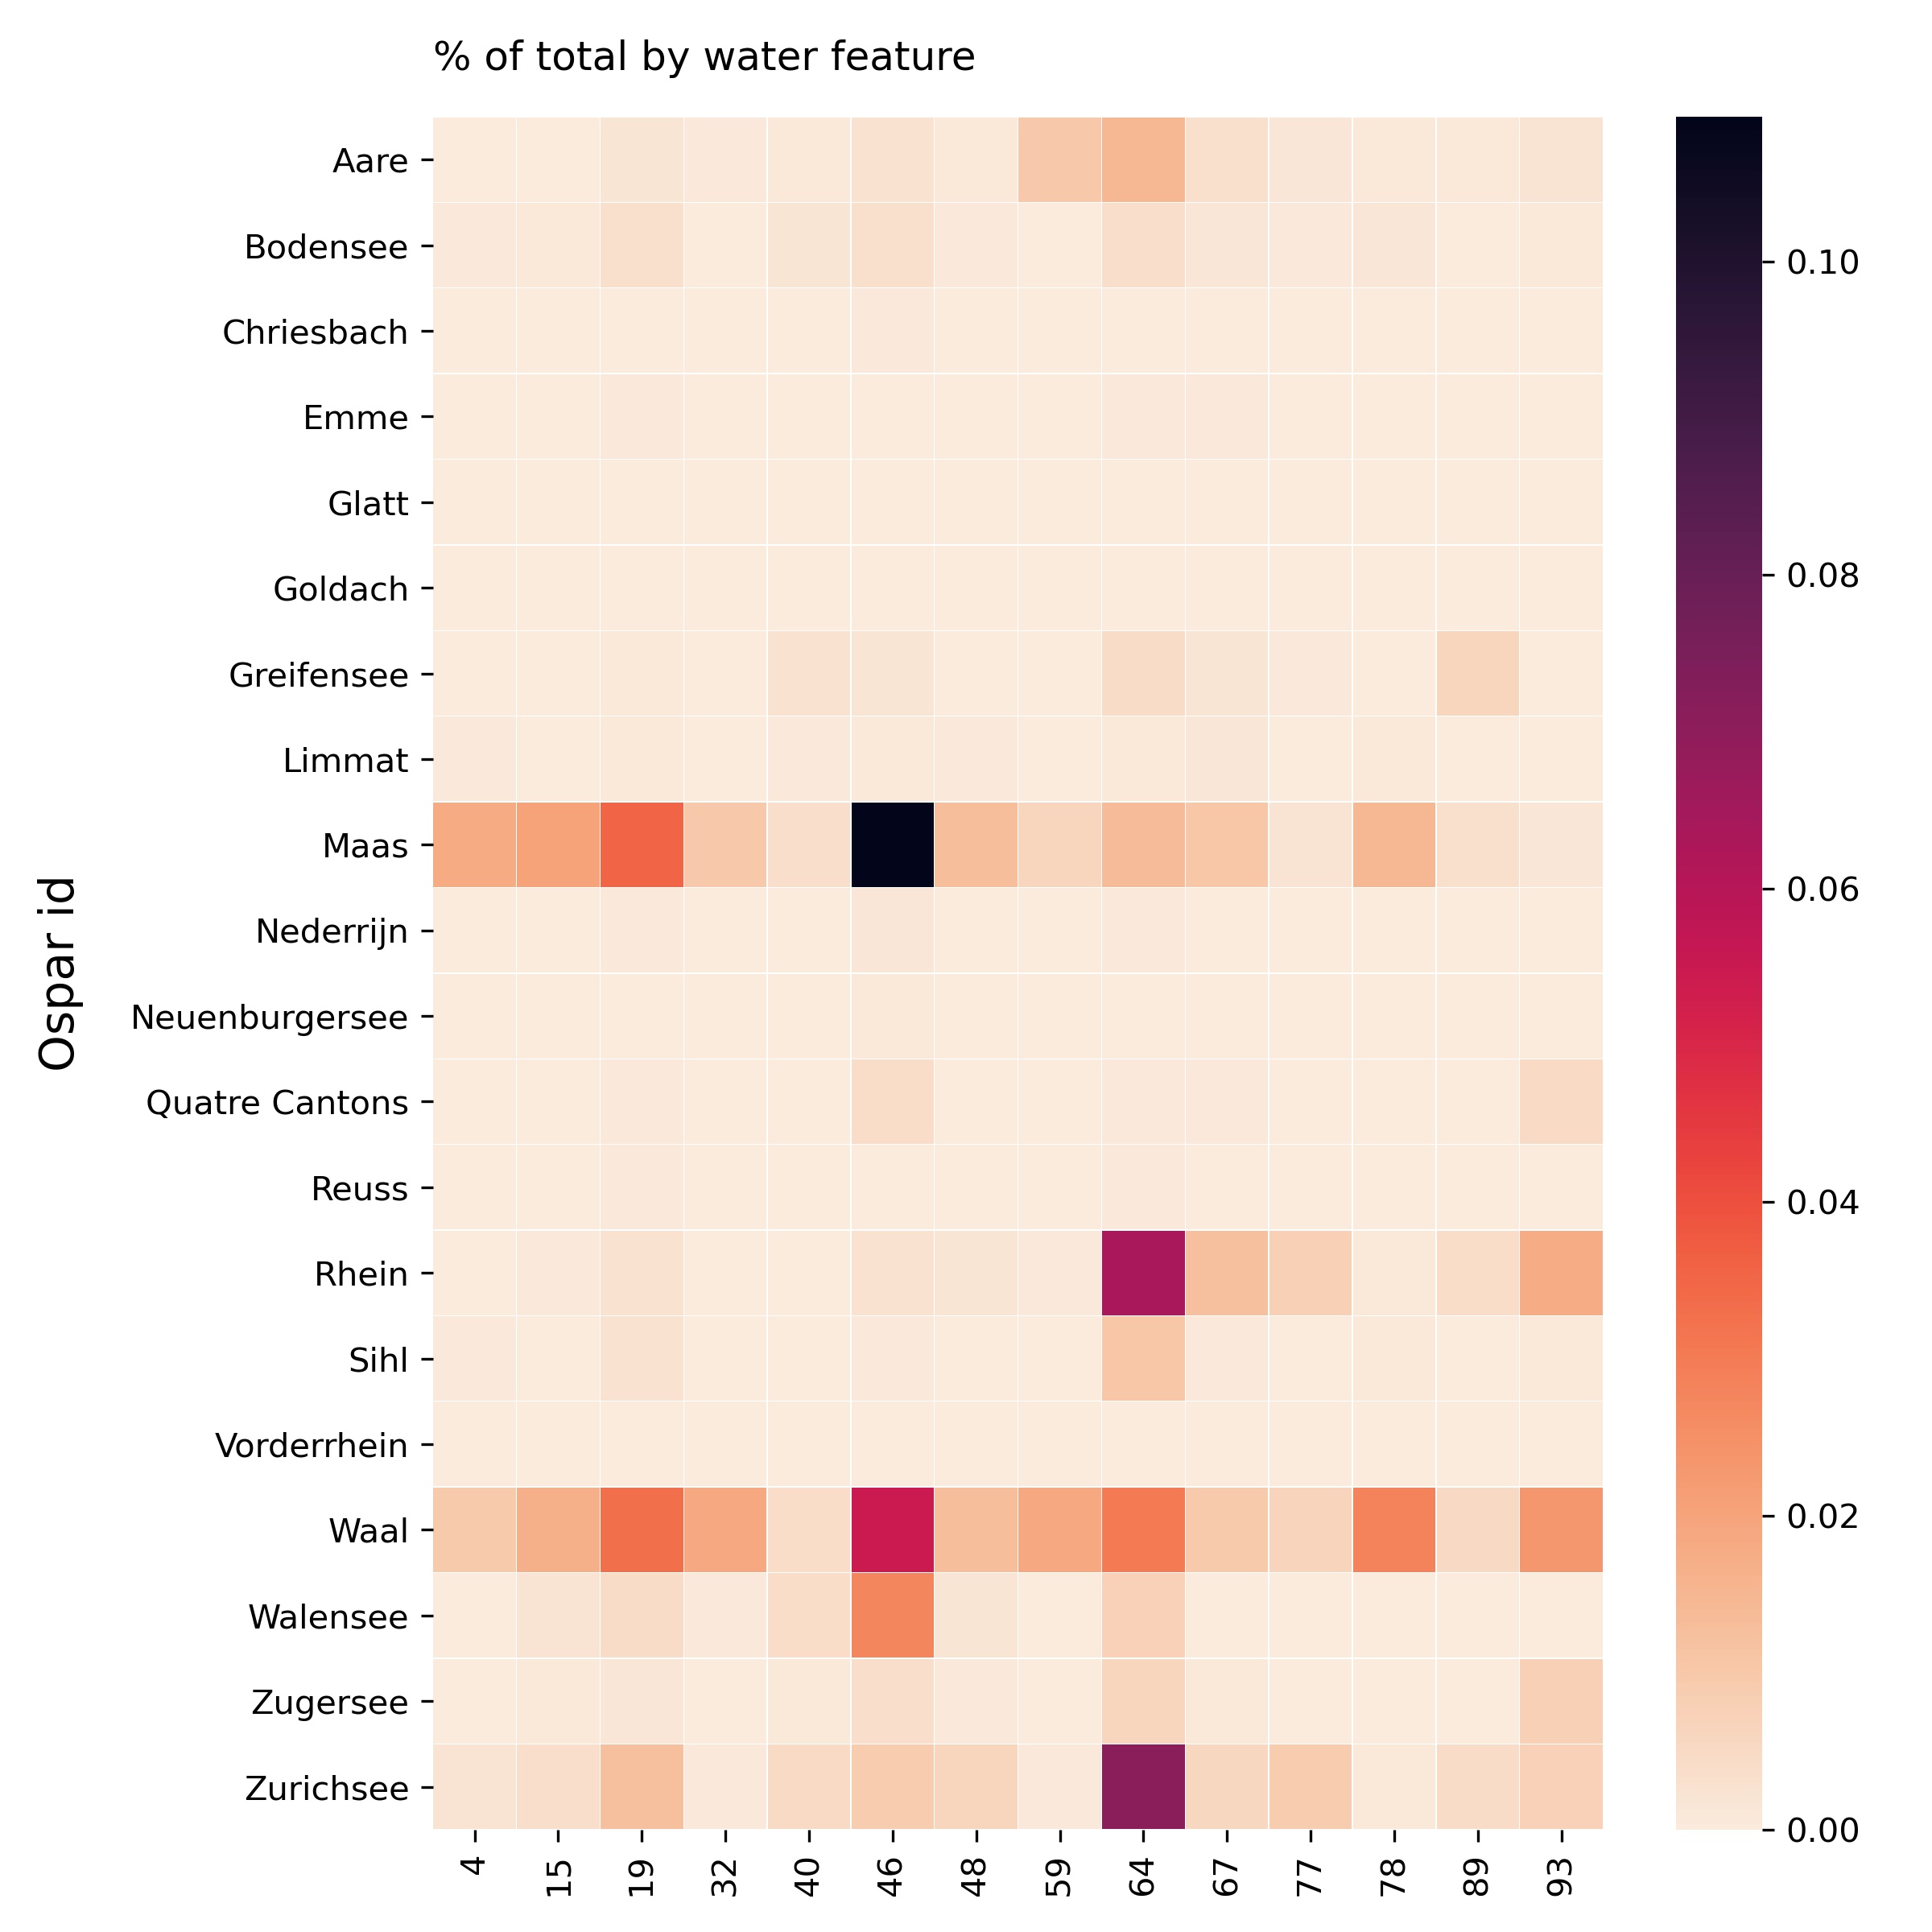 % of total by water feature
Ospar id
Aare
Bodensee
Chriesbach
Emme
Glatt
Goldach
Greifensee
Limmat
Maas
Nederrijn
Neuenburgersee
Quatre Cantons
Reuss
Rhein
Sihl
Vorderrhein
Waal
Walensee
Zugersee
Zurichsee
4 15 19 32 40 46 48 59 64 67 77 78 89 93
0.10
0.08
0.06
0.04
0.02
0.00